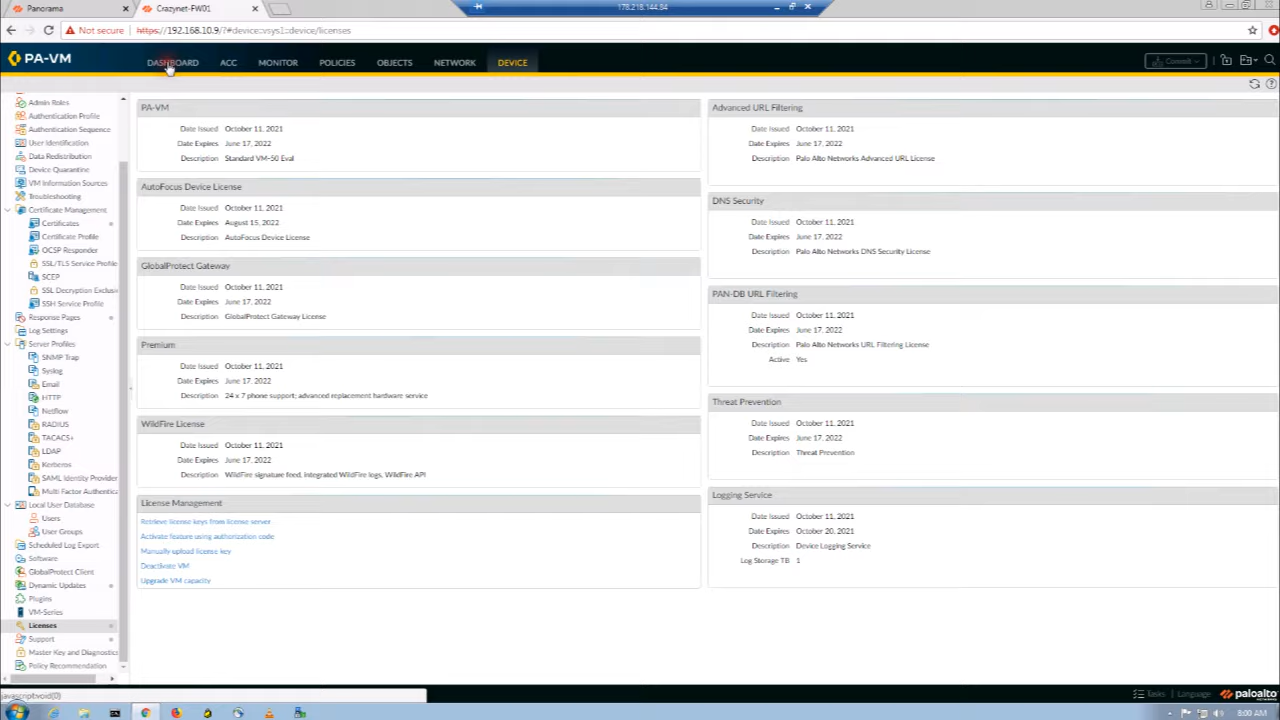 Panorama
Crazynet-FW01
178.218.144.84
Not secure https://192.168.10.9/?#device=vsys1=device/licenses
PA-VM
DASHBOARD ACC MONITOR POLICIES OBJECTS NETWORK DEVICE
Commit
Admin Roles
Authentication Profile
Authentication Sequence
User Identification
Data Redistribution
Device Quarantine
VM Information Sources
Troubleshooting
Certificate Management
Certificates
Certificate Profile
OCSP Responder
SSL/TLS Service Profile
SCEP
SSL Decryption Exclusi
SSH Service Profile
Response Pages
Log Settings
Server Profiles
SNMP Trap
Syslog
Email
HTTP
Netflow
RADIUS
TACACS+
LDAP
Kerberos
SAML Identity Provider
Multi Factor Authentica
Local User Database
Users
User Groups
Scheduled Log Export
Software
GlobalProtect Client
Dynamic Updates
Plugins
VM-Series
Licenses
Support
Master Key and Diagnostics
Policy Recommendation
PA-VM
Date Issued October 11, 2021
Date Expires June 17, 2022
Description Standard VM-50 Eval
AutoFocus Device License
Date Issued October 11, 2021
Date Expires August 15, 2022
Description AutoFocus Device License
GlobalProtect Gateway
Date Issued October 11, 2021
Date Expires June 17, 2022
Description GlobalProtect Gateway License
Premium
Date Issued October 11, 2021
Date Expires June 17, 2022
Description 24 x 7 phone support; advanced replacement hardware service
WildFire License
Date Issued October 11, 2021
Date Expires June 17, 2022
Description WildFire signature feed, integrated WildFire logs, WildFire API
License Management
Retrieve license keys from license server
Activate feature using authorization code
Manually upload license key
Deactivate VM
Upgrade VM capacity
Advanced URL Filtering
Date Issued October 11, 2021
Date Expires June 17, 2022
Description Palo Alto Networks Advanced URL License
DNS Security
Date Issued October 11, 2021
Date Expires June 17, 2022
Description Palo Alto Networks DNS Security License
PAN-DB URL Filtering
Date Issued October 11, 2021
Date Expires June 17, 2022
Description Palo Alto Networks URL Filtering License
Active Yes
Threat Prevention
Date Issued October 11, 2021
Date Expires June 17, 2022
Description Threat Prevention
Logging Service
Date Issued October 11, 2021
Date Expires October 20, 2021
Description Device Logging Service
Log Storage TB 1
javascript:void(0)
Tasks Language paloalto
8:00 AM